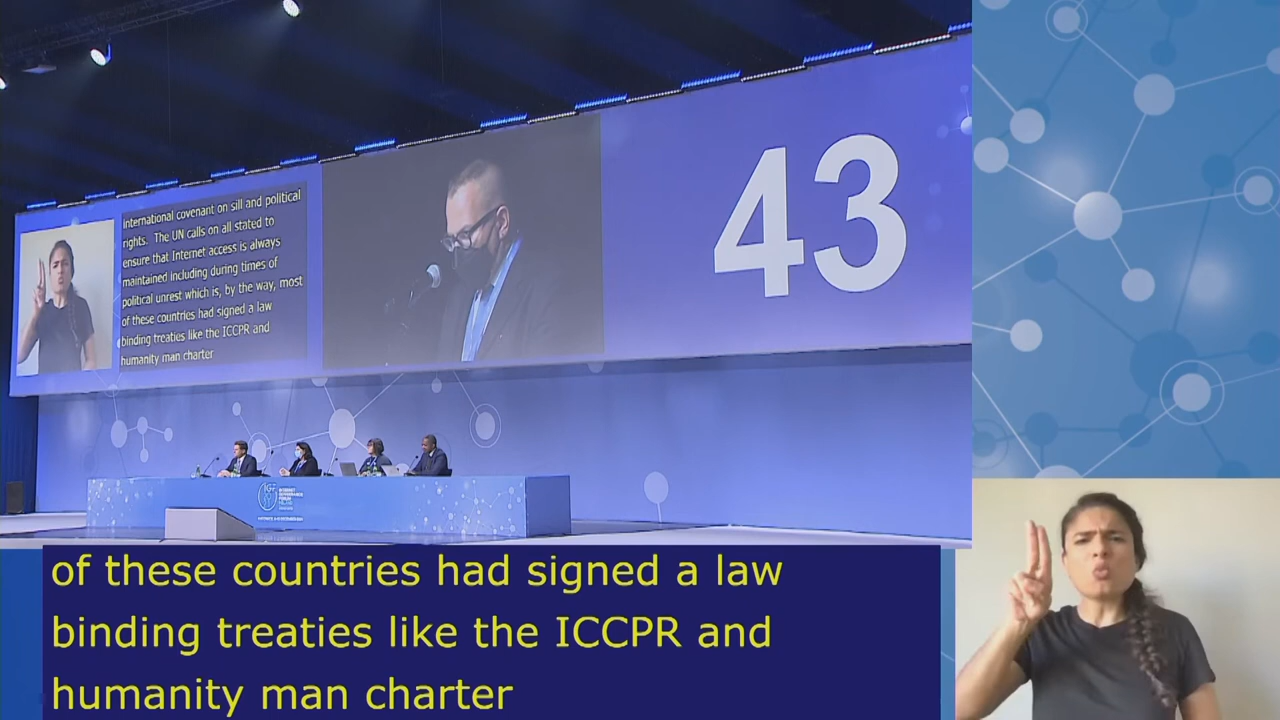 international covenant on sill and political
rights. The UN calls on all stated to
ensure that Internet access is always
maintained including during times of
political unrest which is, by the way, most
of these countries had signed a law
binding treaties like the ICCPR and
humanity man charter
43
INTERNET
GOVERNANCE
FORUM
of these countries had signed a law
binding treaties like the ICCPR and
humanity man charter